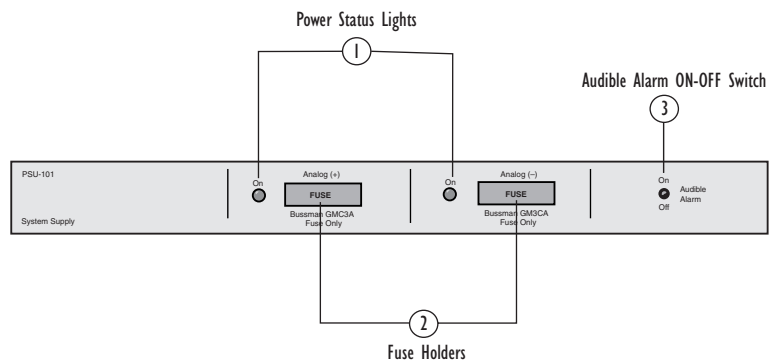 Power Status Lights
1
Audible Alarm ON-OFF Switch
3
PSU-101
System Supply
On
Analog (+)
FUSE
Bussman GMC3A
Fuse Only
On
Analog (–)
FUSE
Bussman GM3CA
Fuse Only
On
Audible
Alarm
Off
2
Fuse Holders